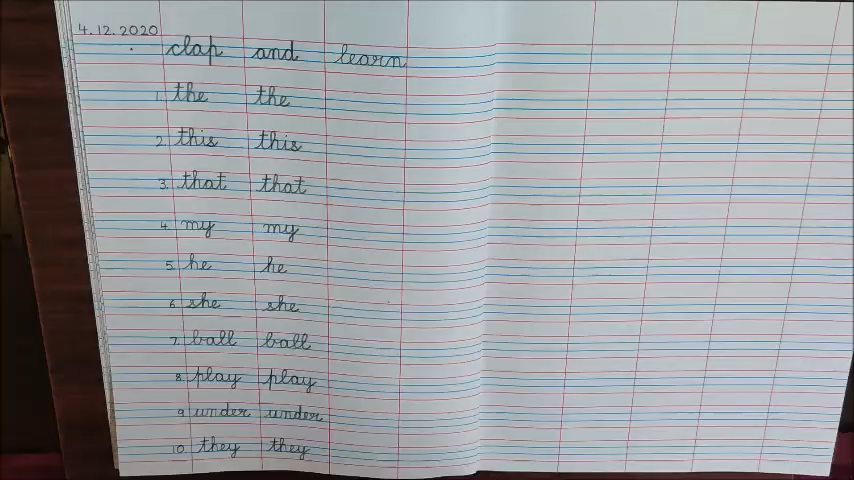 4.12.2020
clap and learn
1. the the
2. this this
3. that that
4. my my
5. he he
6. she she
7. ball ball
8. play play
9. under under
10. they they